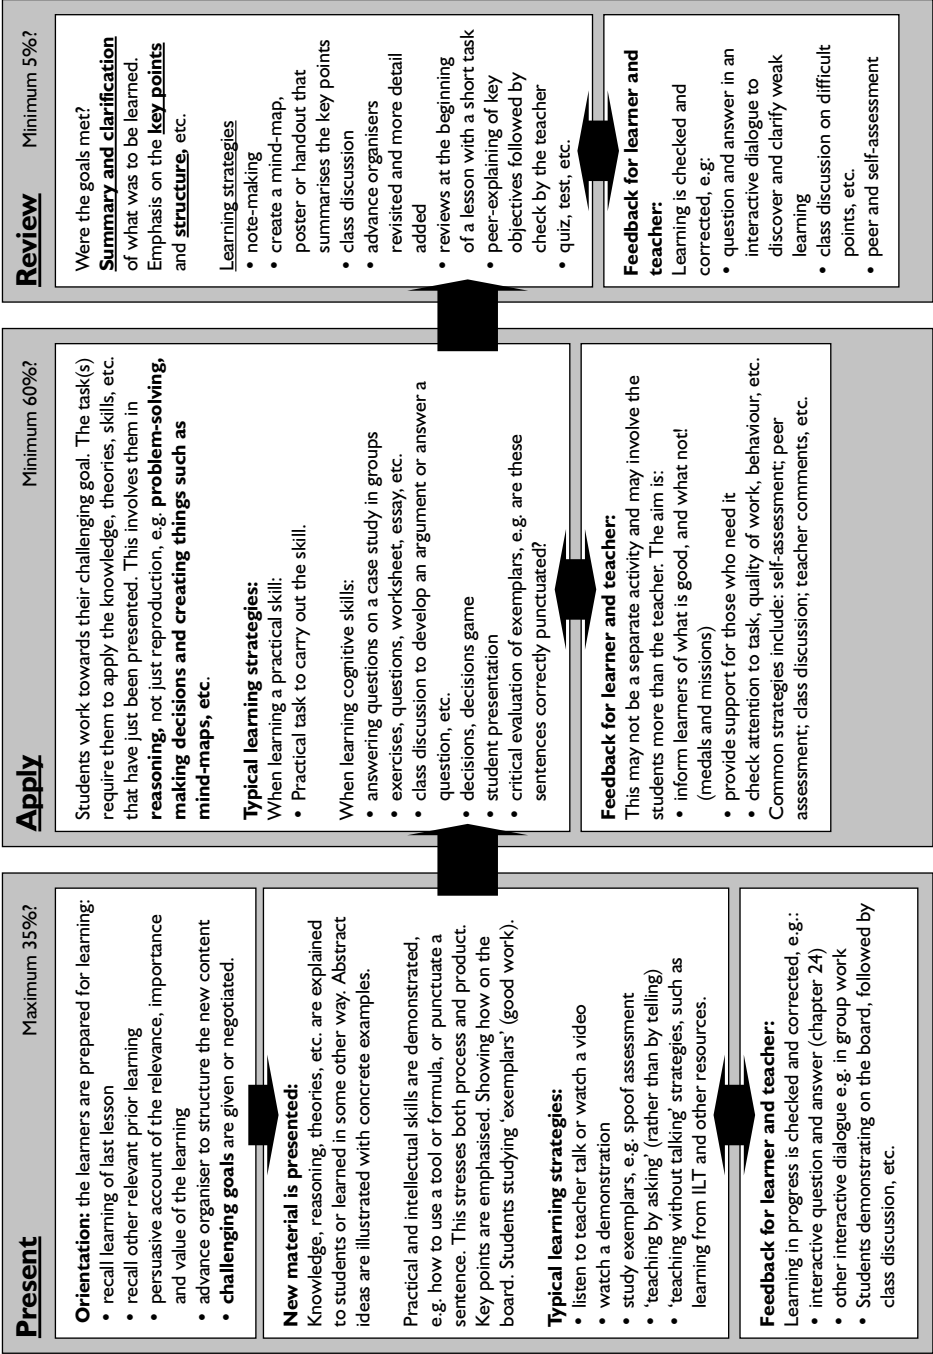 Present
Maximum 35%?
Orientation: the learners are prepared for learning:
• recall learning of last lesson
• recall other relevant prior learning
• persuasive account of the relevance, importance
and value of the learning
• advance organiser to structure the new content
• challenging goals are given or negotiated.
New material is presented:
Knowledge, reasoning, theories, etc. are explained
to students or learned in some other way. Abstract
ideas are illustrated with concrete examples.
Practical and intellectual skills are demonstrated,
e.g. how to use a tool or formula, or punctuate a
sentence. This stresses both process and product.
Key points are emphasised. Showing how on the
board. Students studying ‘exemplars’ (good work).
Typical learning strategies:
• listen to teacher talk or watch a video
• watch a demonstration
• study exemplars, e.g. spoof assessment
• ‘teaching by asking’ (rather than by telling)
• ‘teaching without talking’ strategies, such as
learning from ILT and other resources.
Feedback for learner and teacher:
Learning in progress is checked and corrected, e.g.:
• interactive question and answer (chapter 24)
• other interactive dialogue e.g. in group work
• Students demonstrating on the board, followed by
class discussion, etc.
Apply
Minimum 60%?
Students work towards their challenging goal. The task(s)
require them to apply the knowledge, theories, skills, etc.
that have just been presented. This involves them in
reasoning, not just reproduction, e.g. problem-solving,
making decisions and creating things such as
mind-maps, etc.
Typical learning strategies:
When learning a practical skill:
• Practical task to carry out the skill.
When learning cognitive skills:
• answering questions on a case study in groups
• exercises, questions, worksheet, essay, etc.
• class discussion to develop an argument or answer a
question, etc.
• decisions, decisions game
• student presentation
• critical evaluation of exemplars, e.g. are these
sentences correctly punctuated?
Feedback for learner and teacher:
This may not be a separate activity and may involve the
students more than the teacher. The aim is:
• inform learners of what is good, and what not!
(medals and missions)
• provide support for those who need it
• check attention to task, quality of work, behaviour, etc.
Common strategies include: self-assessment; peer
assessment; class discussion; teacher comments, etc.
Review
Minimum 5%?
Were the goals met?
Summary and clarification
of what was to be learned.
Emphasis on the key points
and structure, etc.
Learning strategies
• note-making
• create a mind-map,
poster or handout that
summarises the key points
• class discussion
• advance organisers
revisited and more detail
added
• reviews at the beginning
of a lesson with a short task
• peer-explaining of key
objectives followed by
check by the teacher
• quiz, test, etc.
Feedback for learner and
teacher:
Learning is checked and
corrected, e.g:
• question and answer in an
interactive dialogue to
discover and clarify weak
learning
• class discussion on difficult
points, etc.
• peer and self-assessment